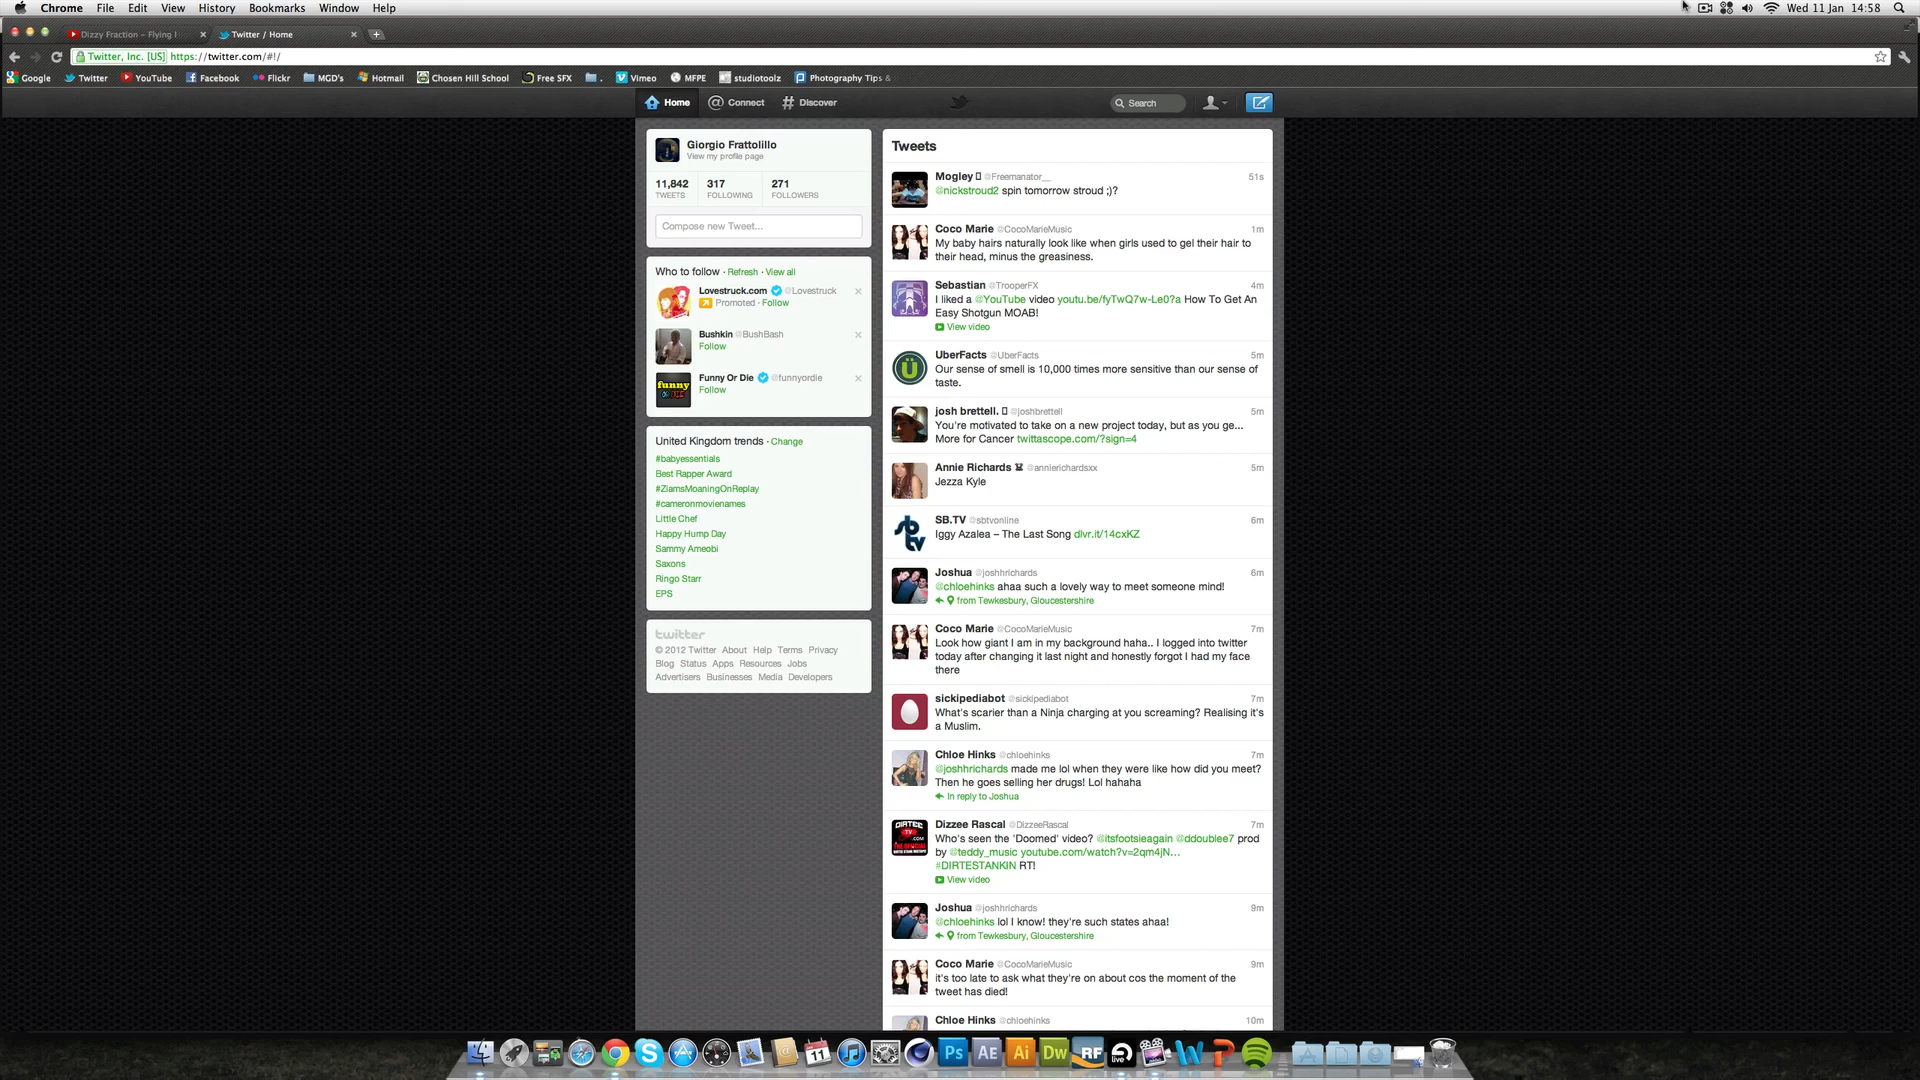 Chrome File Edit View History Bookmarks Window Help
Wed 11 Jan 14:58
Dizzy Fraction – Flying
Twitter / Home
Twitter, Inc. [US] https://twitter.com/#!/
Google Twitter YouTube Facebook Flickr MGD's Hotmail Chosen Hill School Free SFX . Vimeo MFPE studiotoolz Photography Tips &
Home Connect Discover
Search
Giorgio Frattolillo
View my profile page
11,842 317 271
TWEETS FOLLOWING FOLLOWERS
Compose new Tweet...
Who to follow · Refresh · View all
Lovestruck.com @Lovestruck
Promoted · Follow
Bushkin @BushBash
Follow
Funny Or Die @funnyordie
Follow
funny
OR DIE
United Kingdom trends · Change
#babyessentials
Best Rapper Award
#ZiamsMoaningOnReplay
#cameronmovienames
Little Chef
Happy Hump Day
Sammy Ameobi
Saxons
Ringo Starr
EPS
twitter
© 2012 Twitter About Help Terms Privacy
Blog Status Apps Resources Jobs
Advertisers Businesses Media Developers
Tweets
Mogley @Freemanator__ 51s
@nickstroud2 spin tomorrow stroud ;)?
Coco Marie @CocoMarieMusic 1m
My baby hairs naturally look like when girls used to gel their hair to
their head, minus the greasiness.
Sebastian @TrooperFX 4m
I liked a @YouTube video youtu.be/fyTwQ7w-Le0?a How To Get An
Easy Shotgun MOAB!
View video
UberFacts @UberFacts 5m
Our sense of smell is 10,000 times more sensitive than our sense of
taste.
josh brettell. @joshbrettell 5m
You're motivated to take on a new project today, but as you ge...
More for Cancer twittascope.com/?sign=4
Annie Richards @annierichardsxx 5m
Jezza Kyle
SB.TV @sbtvonline 6m
Iggy Azalea – The Last Song dlvr.it/14cxKZ
sb
tv
Joshua @joshhrichards 6m
@chloehinks ahaa such a lovely way to meet someone mind!
from Tewkesbury, Gloucestershire
Coco Marie @CocoMarieMusic 7m
Look how giant I am in my background haha.. I logged into twitter
today after changing it last night and honestly forgot I had my face
there
sickipediabot @sickipediabot 7m
What's scarier than a Ninja charging at you screaming? Realising it's
a Muslim.
Chloe Hinks @chloehinks 7m
@joshhrichards made me lol when they were like how did you meet?
Then he goes selling her drugs! Lol hahaha
In reply to Joshua
Dizzee Rascal @DizzeeRascal 7m
Who's seen the 'Doomed' video? @itsfootsieagain @ddoublee7 prod
by @teddy_music youtube.com/watch?v=2qm4jN...
#DIRTESTANKIN RT!
View video
Joshua @joshhrichards 9m
@chloehinks lol I know! they're such states ahaa!
from Tewkesbury, Gloucestershire
Coco Marie @CocoMarieMusic 9m
it's too late to ask what they're on about cos the moment of the
tweet has died!
Chloe Hinks @chloehinks 10m
11 Ps AE Ai Dw RF live